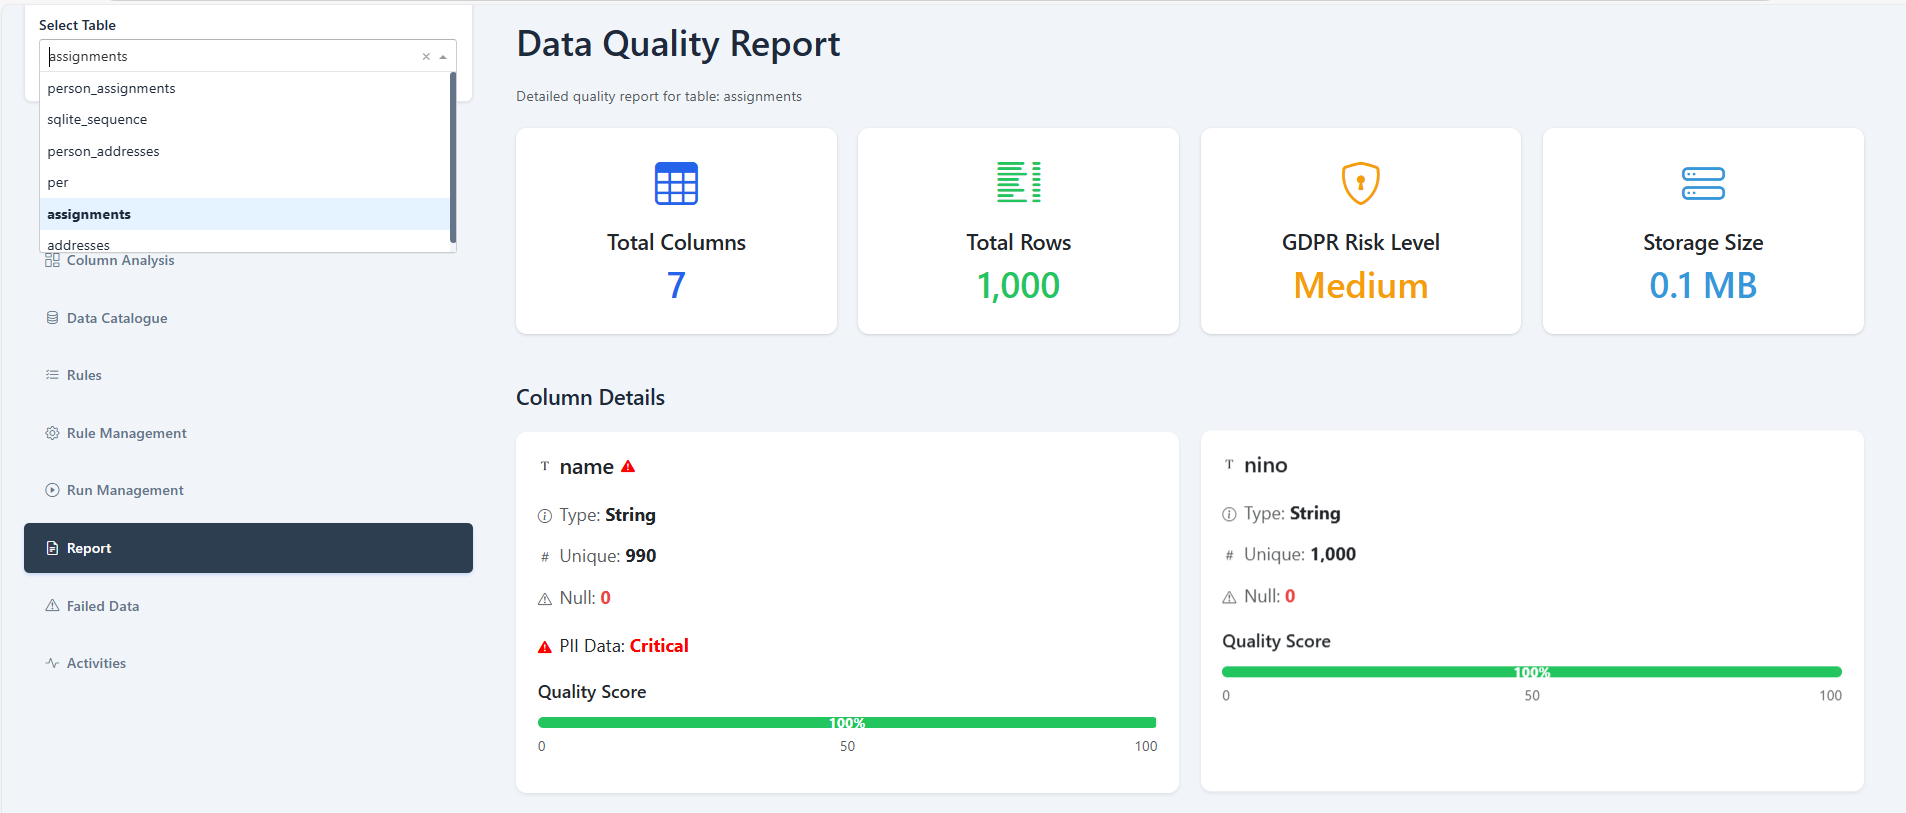 Select Table
assignments
person_assignments
sqlite_sequence
person_addresses
per
assignments
addresses
Column Analysis
Data Catalogue
Rules
Rule Management
Run Management
Report
Failed Data
Activities
Data Quality Report
Detailed quality report for table: assignments
Total Columns
7
Total Rows
1,000
GDPR Risk Level
Medium
Storage Size
0.1 MB
Column Details
T name
Type: String
# Unique: 990
Null: 0
PII Data: Critical
Quality Score
100%
0 50 100
T nino
Type: String
# Unique: 1,000
Null: 0
Quality Score
100%
0 50 100